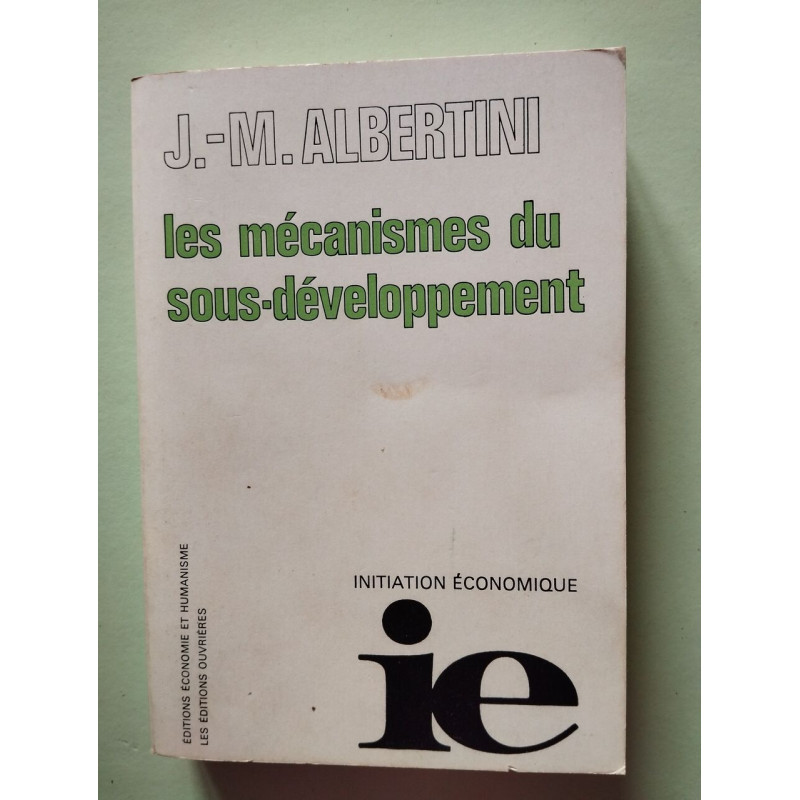 J.-M. ALBERTINI
les mécanismes du
sous-développement
INITIATION ÉCONOMIQUE
ie
ÉDITIONS ÉCONOMIE ET HUMANISME
LES ÉDITIONS OUVRIÈRES